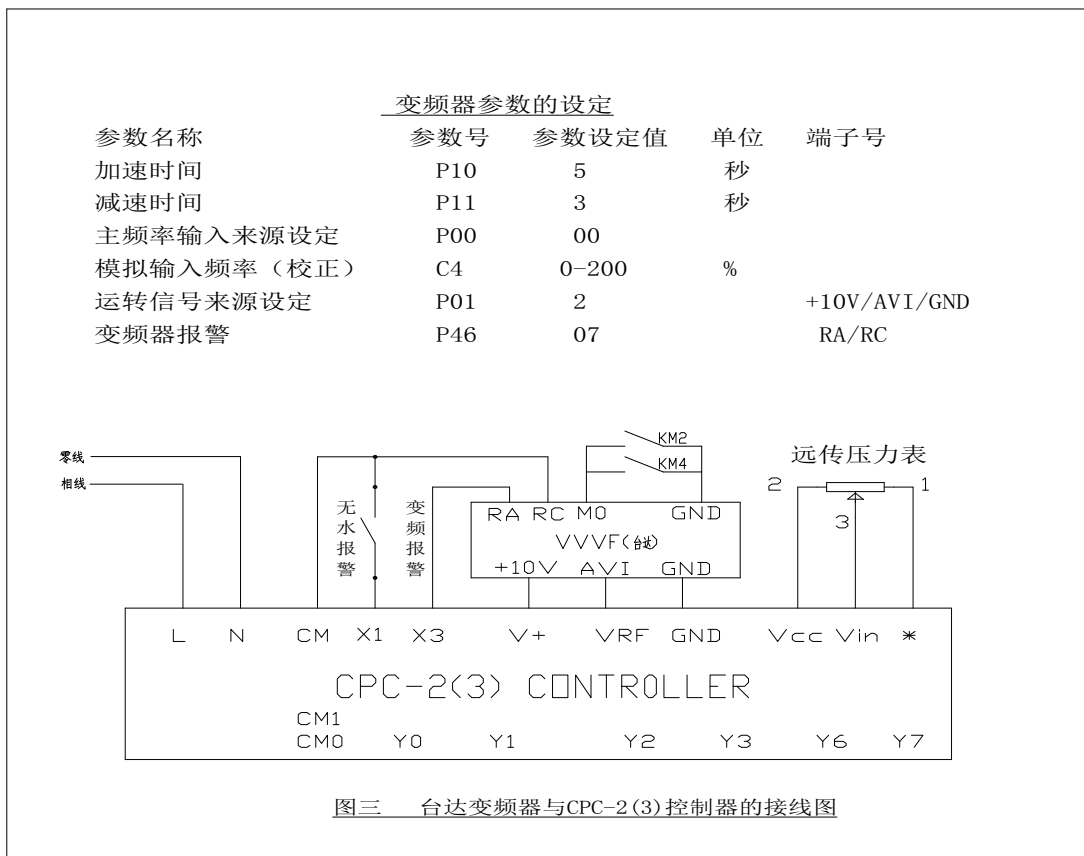 变频器参数的设定
参数名称 参数号 参数设定值 单位 端子号
加速时间 P10 5 秒
减速时间 P11 3 秒
主频率输入来源设定 P00 00
模拟输入频率（校正） C4 0-200 %
运转信号来源设定 P01 2 +10V/AVI/GND
变频器报警 P46 07 RA/RC
KM2
KM4
零线
相线
远传压力表
2 1
3
无水报警
变频报警
RA RC M0 GND
VVVF(台达)
+10V AVI GND
L N CM X1 X3 V+ VRF GND Vcc Vin *
CPC-2(3) CONTROLLER
CM1
CM0 Y0 Y1 Y2 Y3 Y6 Y7
图三 台达变频器与CPC-2(3)控制器的接线图